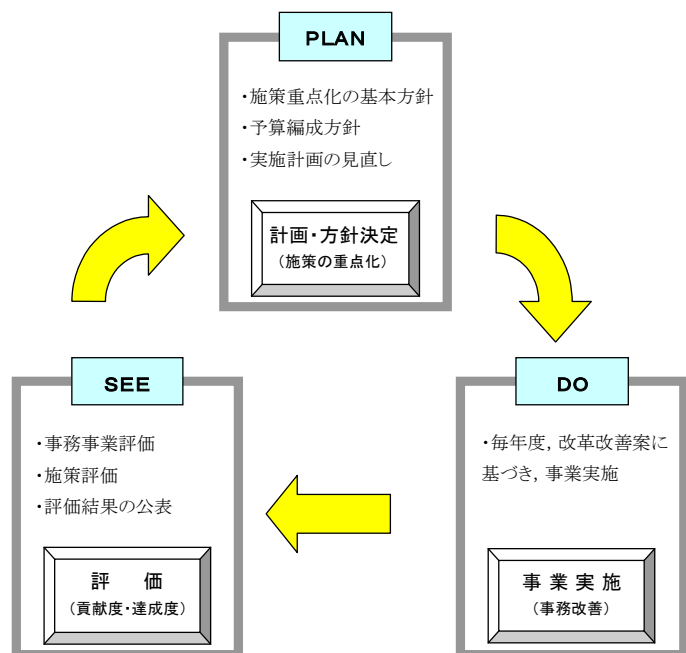 PLAN
・施策重点化の基本方針
・予算編成方針
・実施計画の見直し
計画・方針決定
（施策の重点化）
SEE
・事務事業評価
・施策評価
・評価結果の公表
評　価
（貢献度・達成度）
DO
・毎年度，改革改善案に
基づき，事業実施
事 業 実 施
（事務改善）